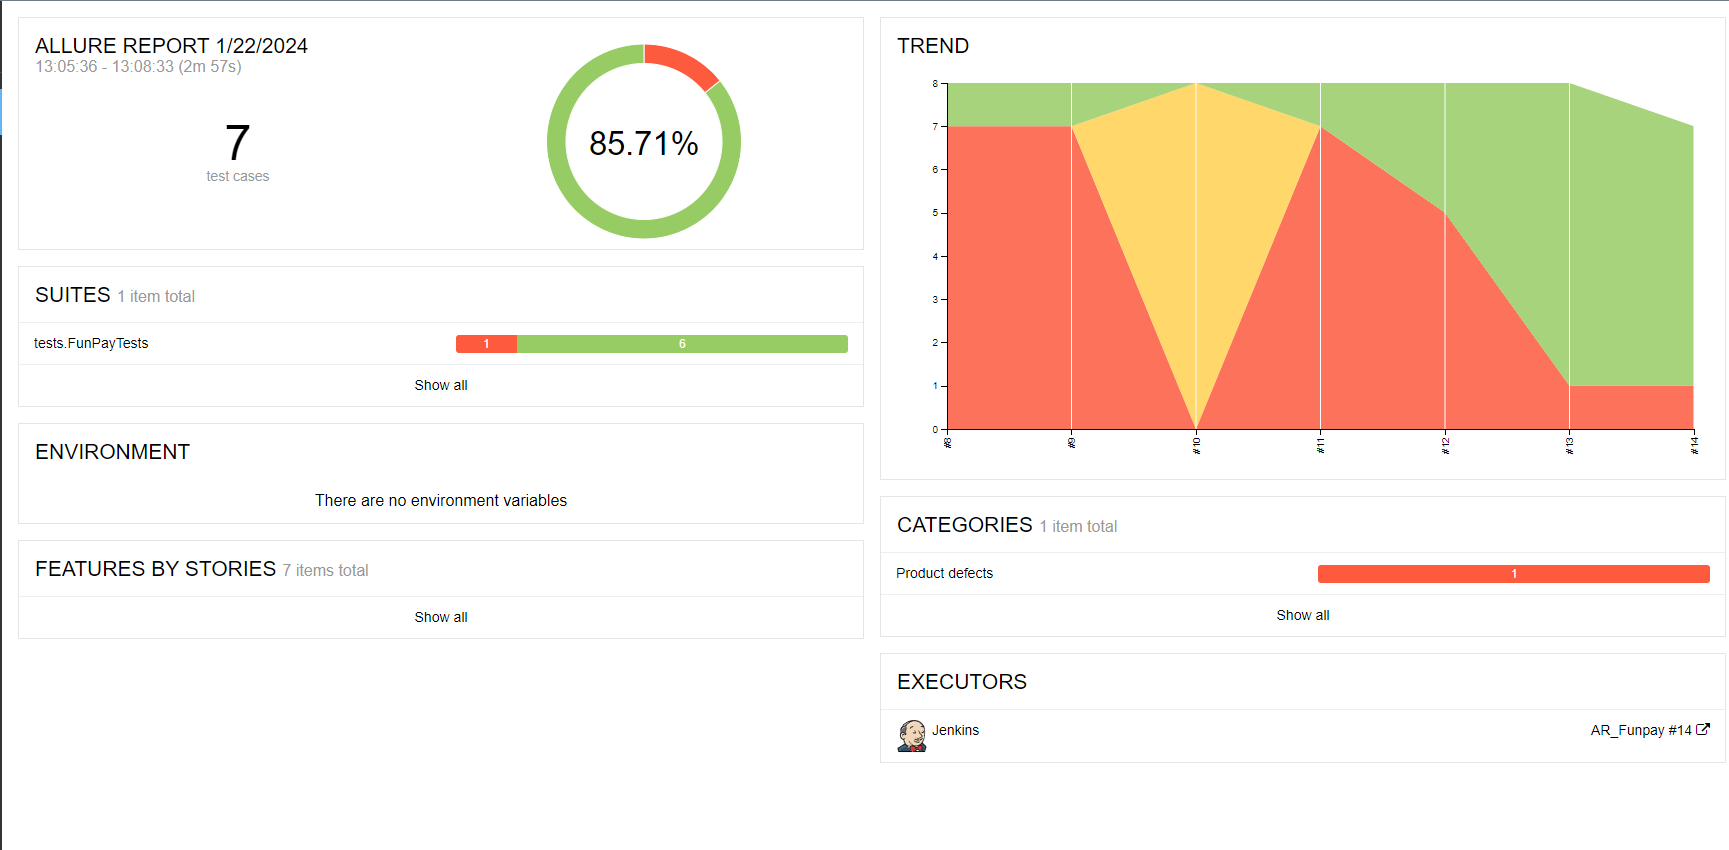 ALLURE REPORT 1/22/2024
13:05:36 - 13:08:33 (2m 57s)
7
test cases
85.71%
SUITES 1 item total
tests.FunPayTests
1
6
Show all
ENVIRONMENT
There are no environment variables
FEATURES BY STORIES 7 items total
Show all
TREND
8
7
6
5
4
3
2
1
0
#8
#9
#10
#11
#12
#13
#14
CATEGORIES 1 item total
Product defects
1
Show all
EXECUTORS
Jenkins
AR_Funpay #14